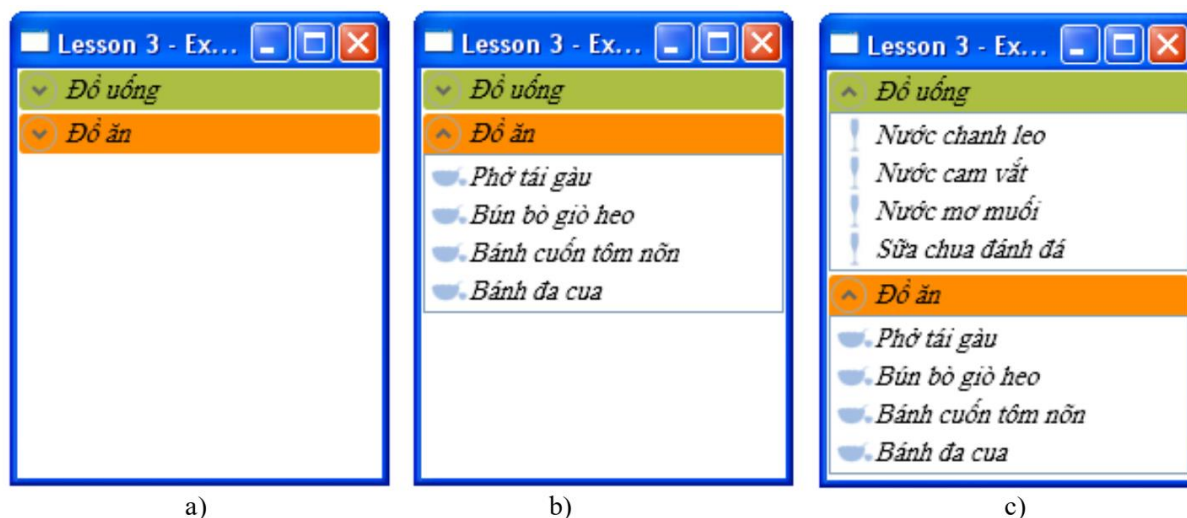 Lesson 3 - Ex...
Đồ uống
Đồ ăn
a)
Lesson 3 - Ex...
Đồ uống
Đồ ăn
Phở tái gàu
Bún bò giò heo
Bánh cuốn tôm nõn
Bánh đa cua
b)
Lesson 3 - Ex...
Đồ uống
Nước chanh leo
Nước cam vắt
Nước mơ muối
Sữa chua đánh đá
Đồ ăn
Phở tái gàu
Bún bò giò heo
Bánh cuốn tôm nõn
Bánh đa cua
c)